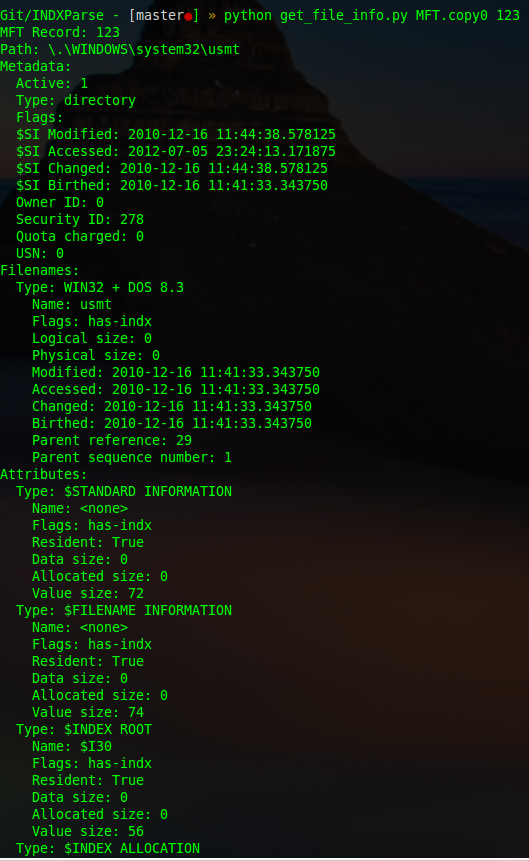 Git/INDXParse - [master●] » python get_file_info.py MFT.copy0 123
MFT Record: 123
Path: \.\WINDOWS\system32\usmt
Metadata:
  Active: 1
  Type: directory
  Flags:
  $SI Modified: 2010-12-16 11:44:38.578125
  $SI Accessed: 2012-07-05 23:24:13.171875
  $SI Changed: 2010-12-16 11:44:38.578125
  $SI Birthed: 2010-12-16 11:41:33.343750
  Owner ID: 0
  Security ID: 278
  Quota charged: 0
  USN: 0
Filenames:
  Type: WIN32 + DOS 8.3
    Name: usmt
    Flags: has-indx
    Logical size: 0
    Physical size: 0
    Modified: 2010-12-16 11:41:33.343750
    Accessed: 2010-12-16 11:41:33.343750
    Changed: 2010-12-16 11:41:33.343750
    Birthed: 2010-12-16 11:41:33.343750
    Parent reference: 29
    Parent sequence number: 1
Attributes:
  Type: $STANDARD INFORMATION
    Name: <none>
    Flags: has-indx
    Resident: True
    Data size: 0
    Allocated size: 0
    Value size: 72
  Type: $FILENAME INFORMATION
    Name: <none>
    Flags: has-indx
    Resident: True
    Data size: 0
    Allocated size: 0
    Value size: 74
  Type: $INDEX ROOT
    Name: $I30
    Flags: has-indx
    Resident: True
    Data size: 0
    Allocated size: 0
    Value size: 56
  Type: $INDEX ALLOCATION